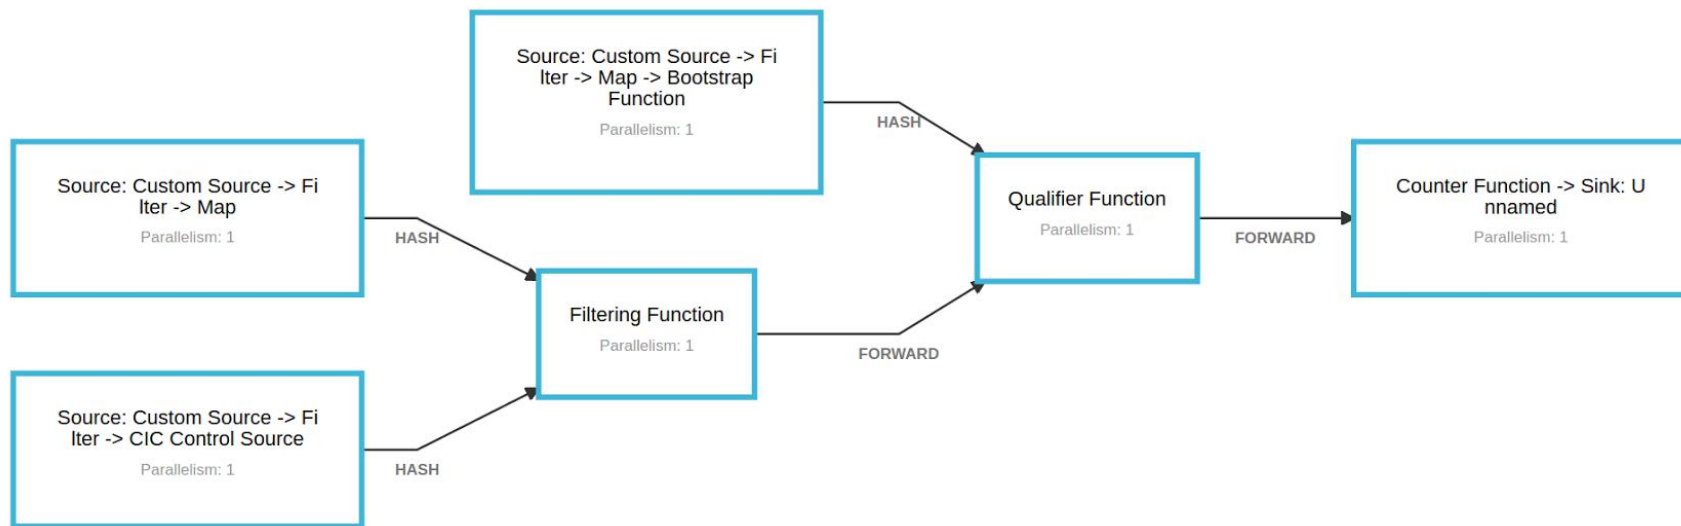 Source: Custom Source -> Fi
lter -> Map -> Bootstrap
Function
Parallelism: 1
HASH
Source: Custom Source -> Fi
lter -> Map
Parallelism: 1
HASH
Qualifier Function
Parallelism: 1
FORWARD
Counter Function -> Sink: U
nnamed
Parallelism: 1
Filtering Function
Parallelism: 1
FORWARD
Source: Custom Source -> Fi
lter -> CIC Control Source
Parallelism: 1
HASH